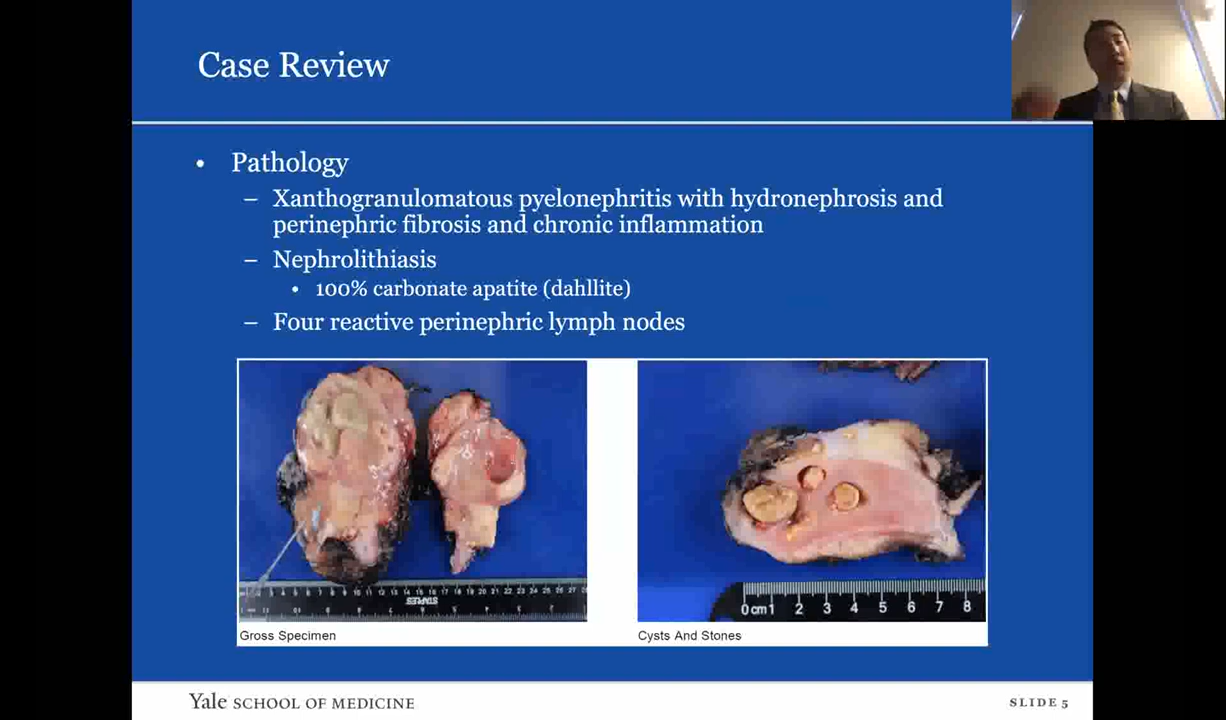 Case Review
• Pathology
– Xanthogranulomatous pyelonephritis with hydronephrosis and
perinephric fibrosis and chronic inflammation
– Nephrolithiasis
• 100% carbonate apatite (dahllite)
– Four reactive perinephric lymph nodes
STAPLES
0cm1 2 3 4 5 6 7 8
Gross Specimen
Cysts And Stones
Yale SCHOOL OF MEDICINE
SLIDE 5